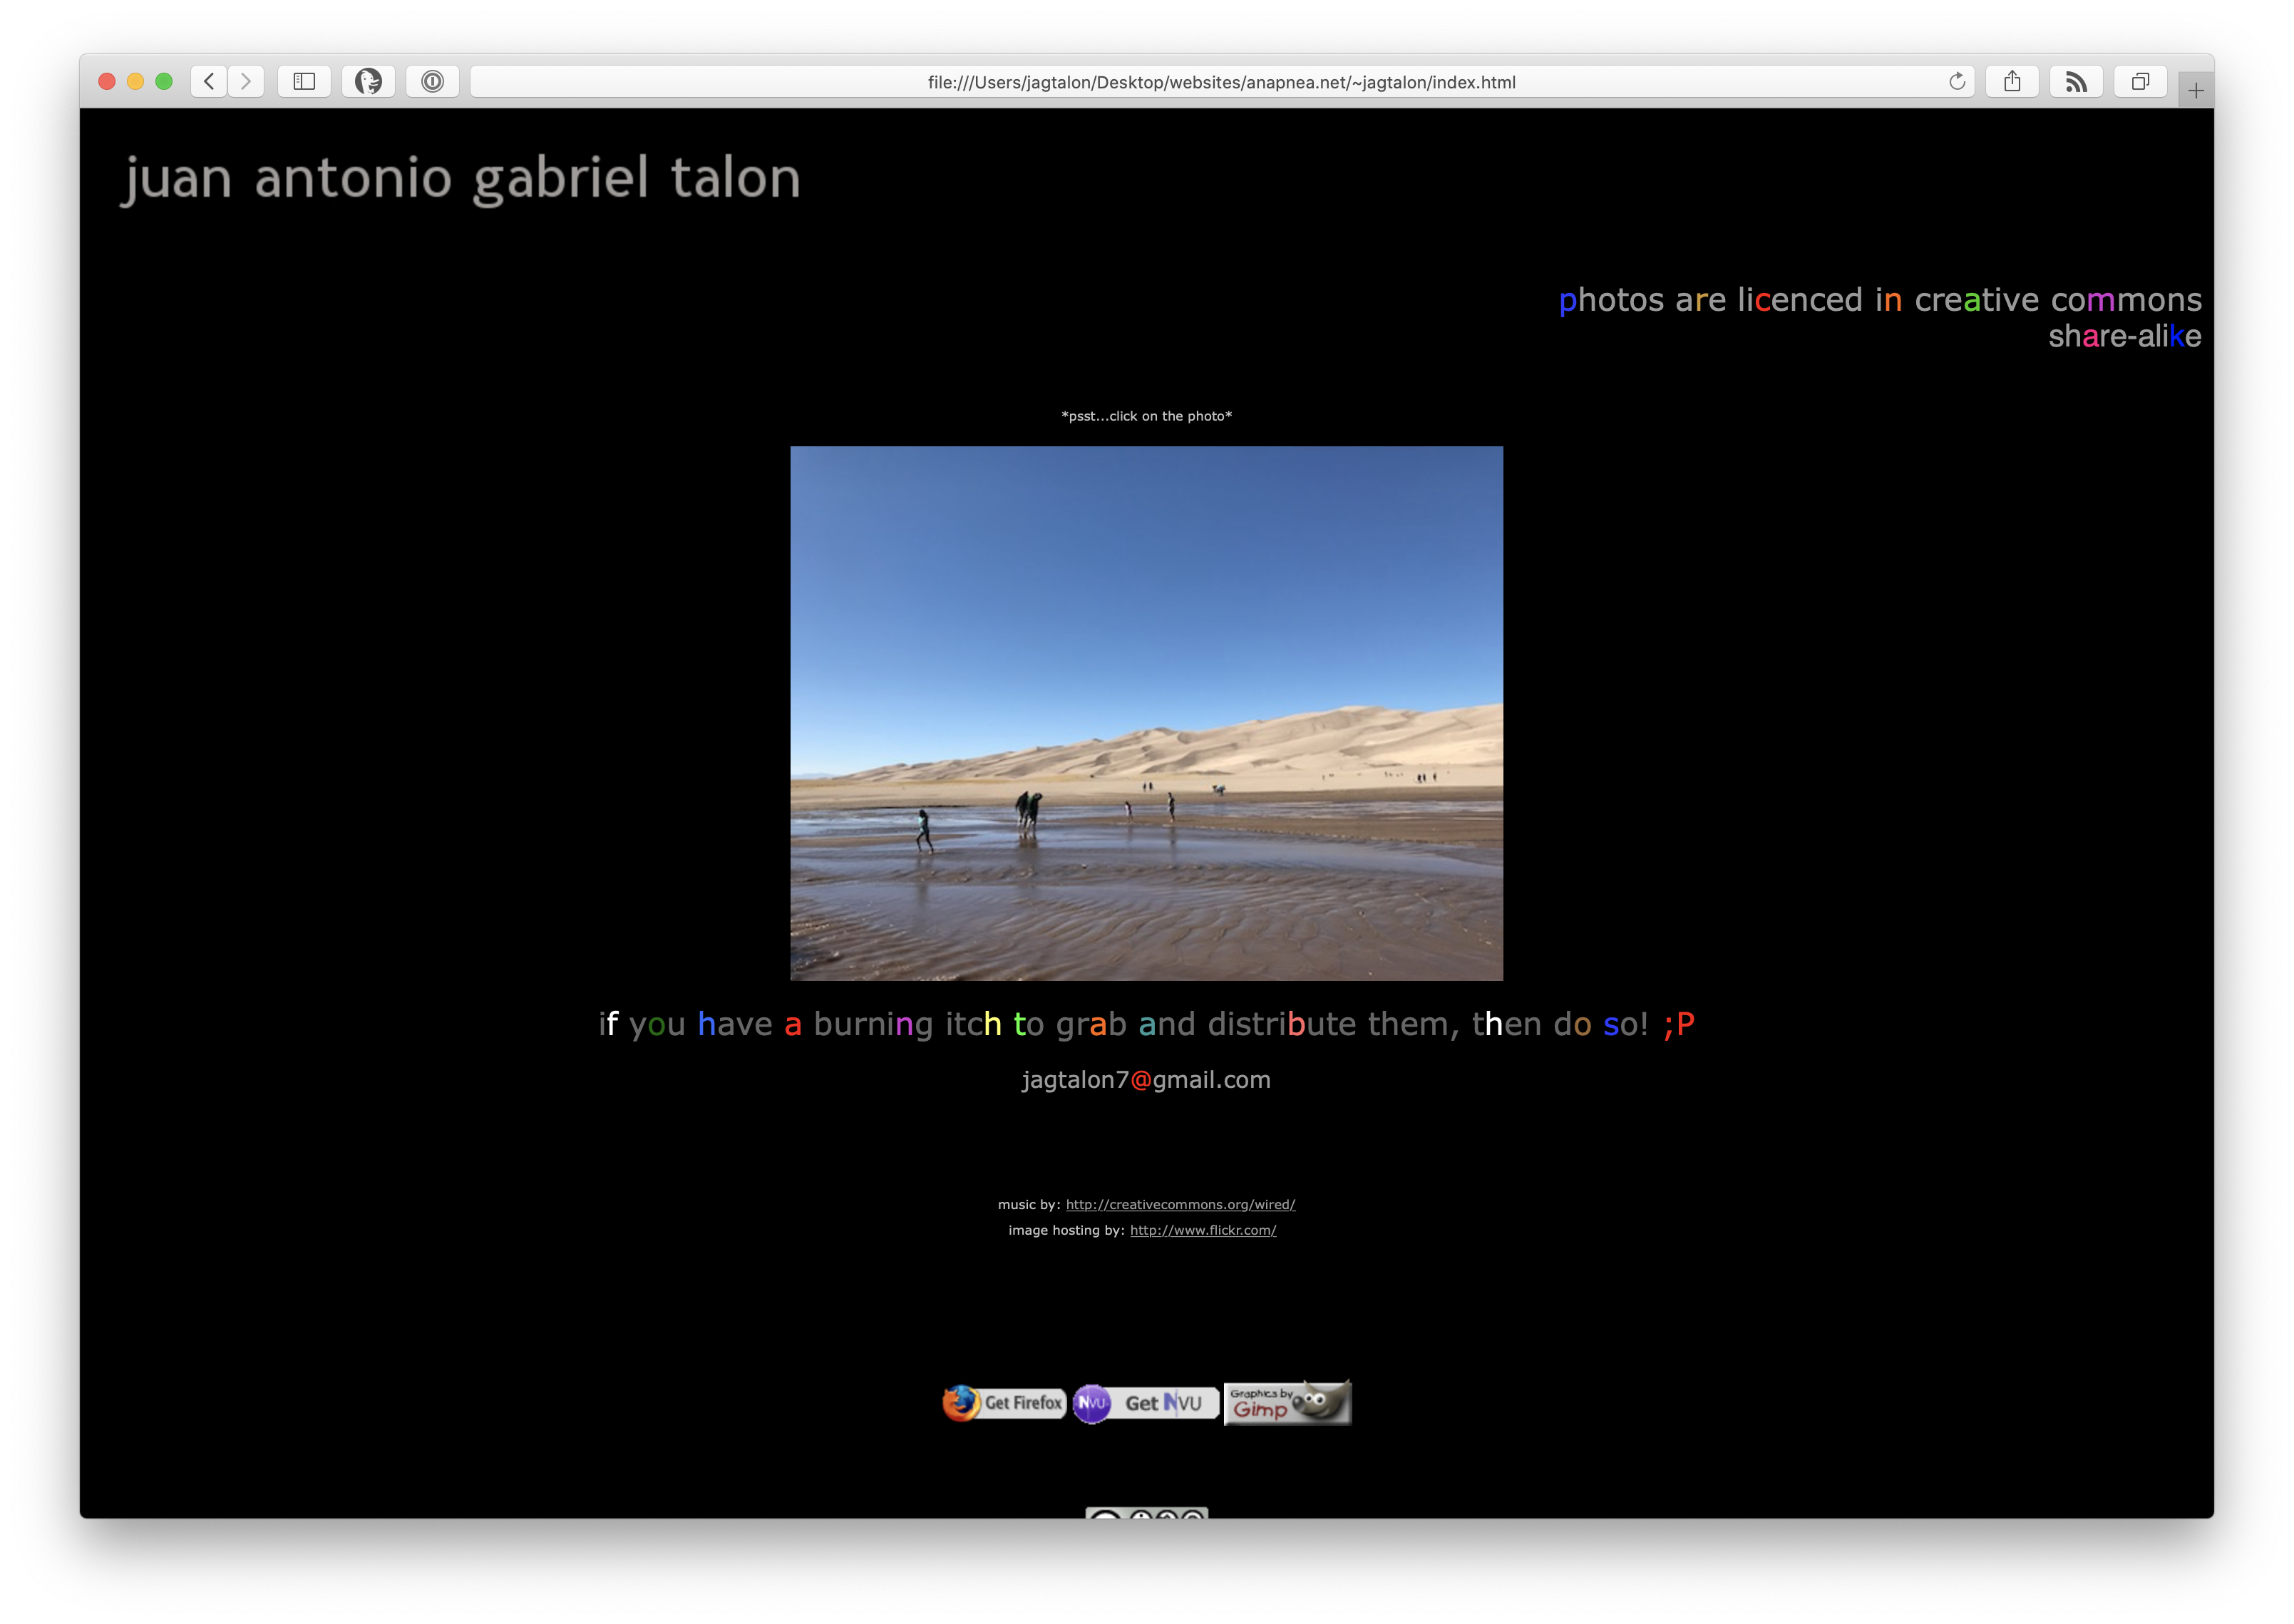 file:///Users/jagtalon/Desktop/websites/anapnea.net/~jagtalon/index.html
juan antonio gabriel talon
photos are licenced in creative commons
share-alike
*psst...click on the photo*
if you have a burning itch to grab and distribute them, then do so! ;P
jagtalon7@gmail.com
music by: http://creativecommons.org/wired/
image hosting by: http://www.flickr.com/
Get Firefox NVU Get NVU Graphics by
Gimp